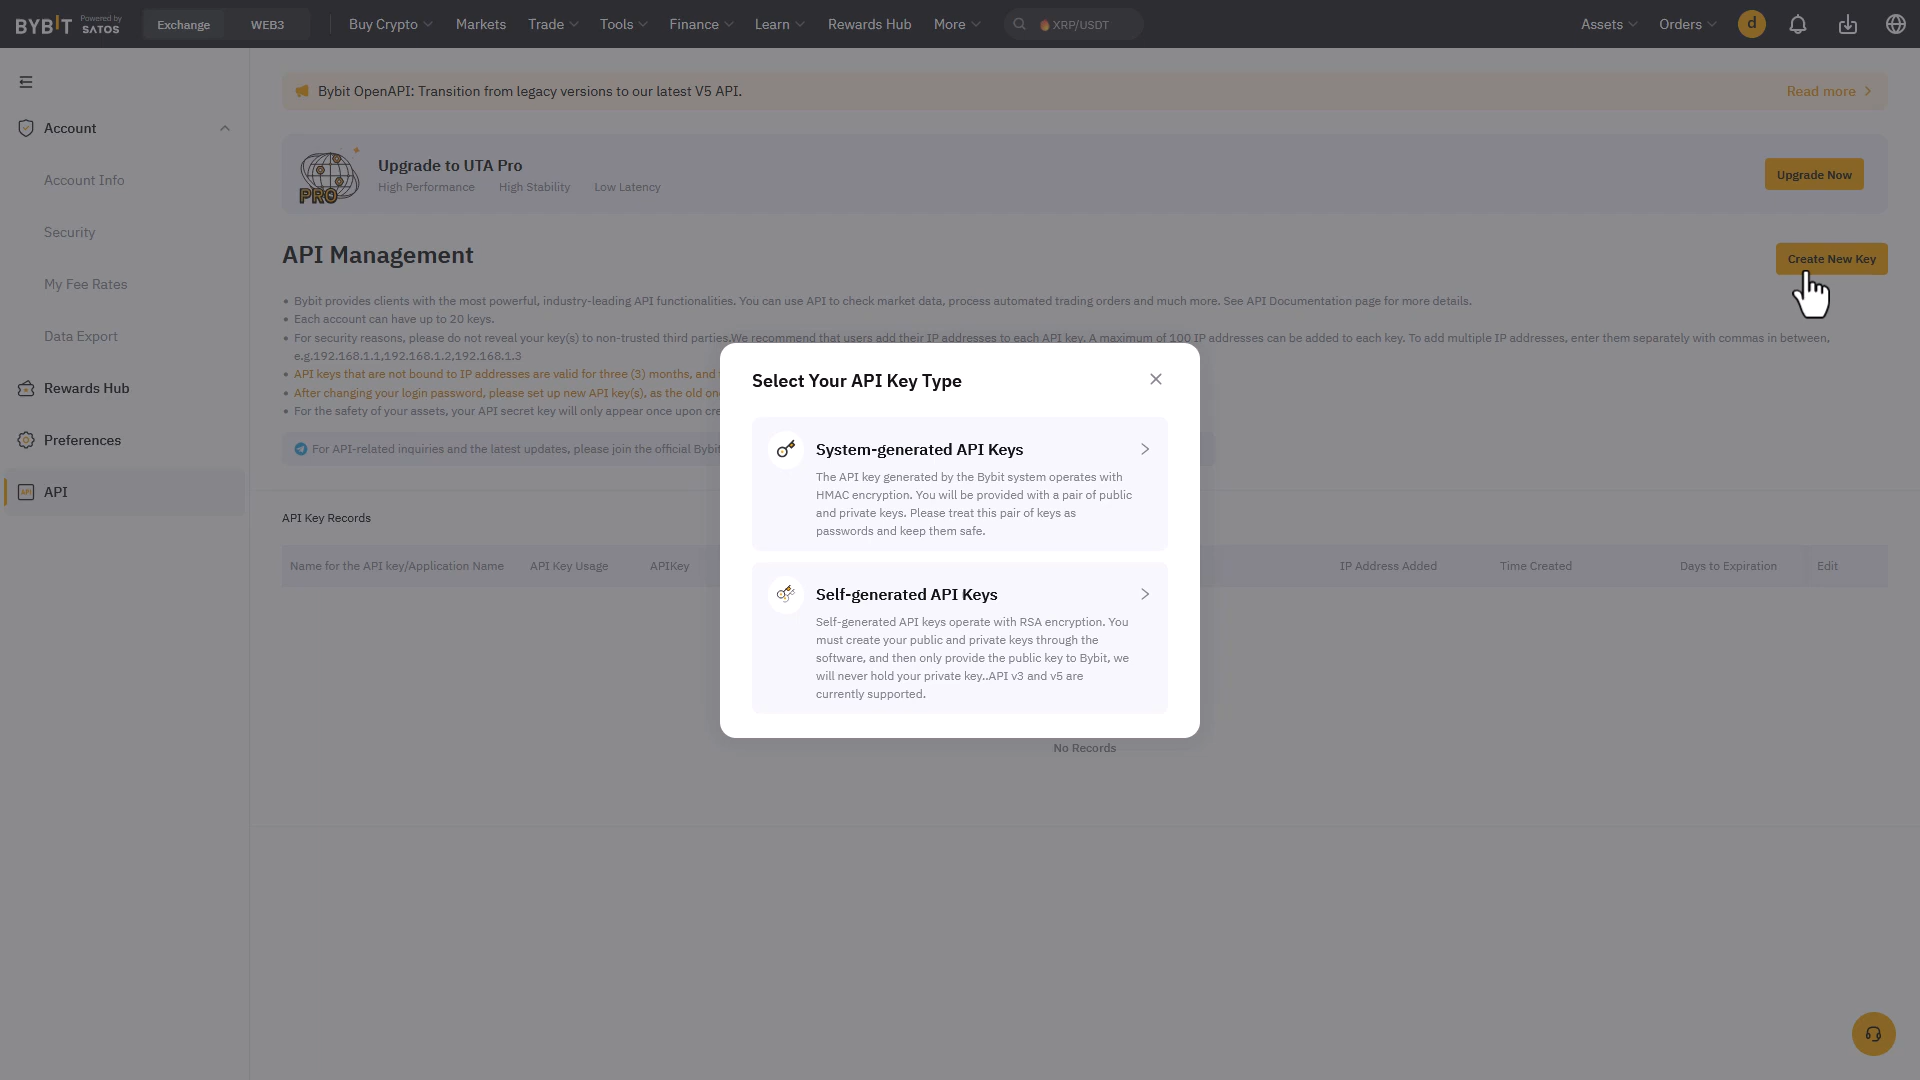 BYBIT Powered by SATOS
Exchange WEB3 Buy Crypto Markets Trade Tools Finance Learn Rewards Hub More XRP/USDT Assets Orders d
Bybit OpenAPI: Transition from legacy versions to our latest V5 API. Read more
Account
Account Info
Security
My Fee Rates
Data Export
Rewards Hub
Preferences
API
PRO
Upgrade to UTA Pro
High Performance High Stability Low Latency
Upgrade Now
API Management
Create New Key
• Bybit provides clients with the most powerful, industry-leading API functionalities. You can use API to check market data, process automated trading orders and much more. See API Documentation page for more details.
• Each account can have up to 20 keys.
• For security reasons, please do not reveal your key(s) to non-trusted third parties.We recommend that users add their IP addresses to each API key. A maximum of 100 IP addresses can be added to each key. To add multiple IP addresses, enter them separately with commas in between,
e.g.192.168.1.1,192.168.1.2,192.168.1.3
• API keys that are not bound to IP addresses are valid for three (3) months, and
• After changing your login password, please set up new API key(s), as the old
• For the safety of your assets, your API secret key will only appear once upon
For API-related inquiries and the latest updates, please join the official Bybit
API Key Records
Name for the API key/Application Name API Key Usage APIKey IP Address Added Time Created Days to Expiration Edit
No Records
Select Your API Key Type
System-generated API Keys
The API key generated by the Bybit system operates with
HMAC encryption. You will be provided with a pair of public
and private keys. Please treat this pair of keys as
passwords and keep them safe.
Self-generated API Keys
Self-generated API keys operate with RSA encryption. You
must create your public and private keys through the
software, and then only provide the public key to Bybit, we
will never hold your private key..API v3 and v5 are
currently supported.